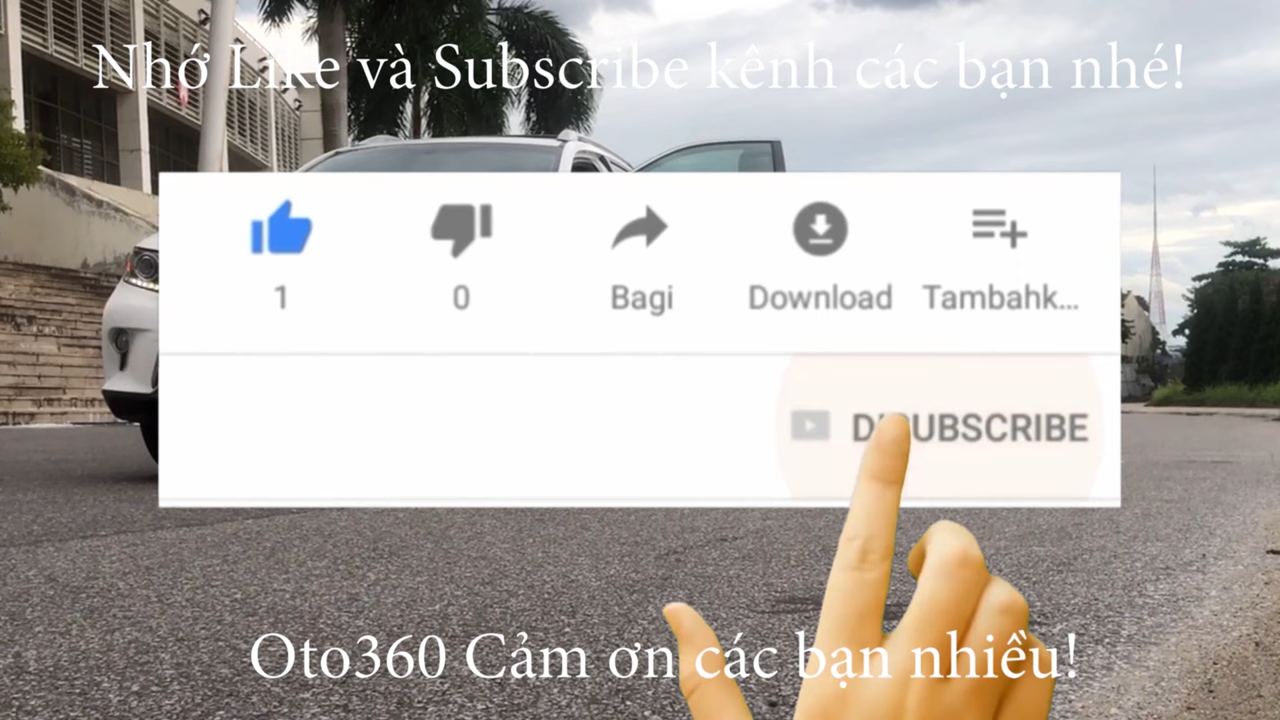 Nhớ Like và Subscribe kênh các bạn nhé!
1 0 Bagi Download Tambahk...
Oto360 Cảm ơn các bạn nhiều!